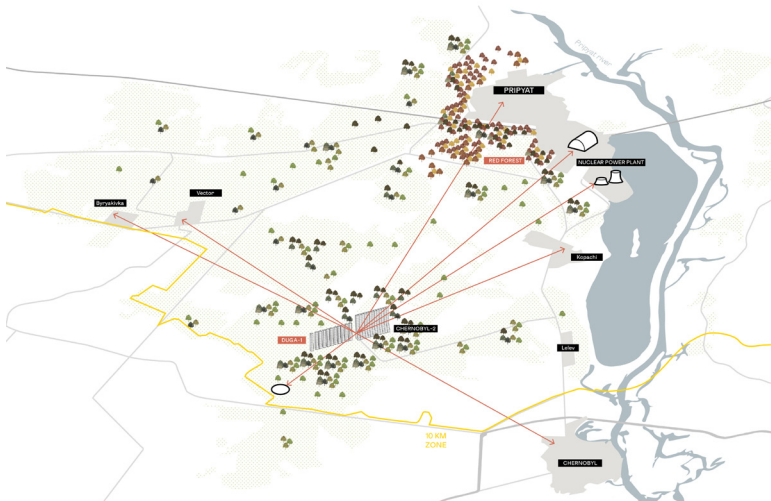 Pripyat river
PRIPYAT
RED FOREST
NUCLEAR POWER PLANT
Vector
Byryakivka
Kopachi
CHERNOBYL-2
DUGA-1
Lelev
10 KM
ZONE
CHERNOBYL